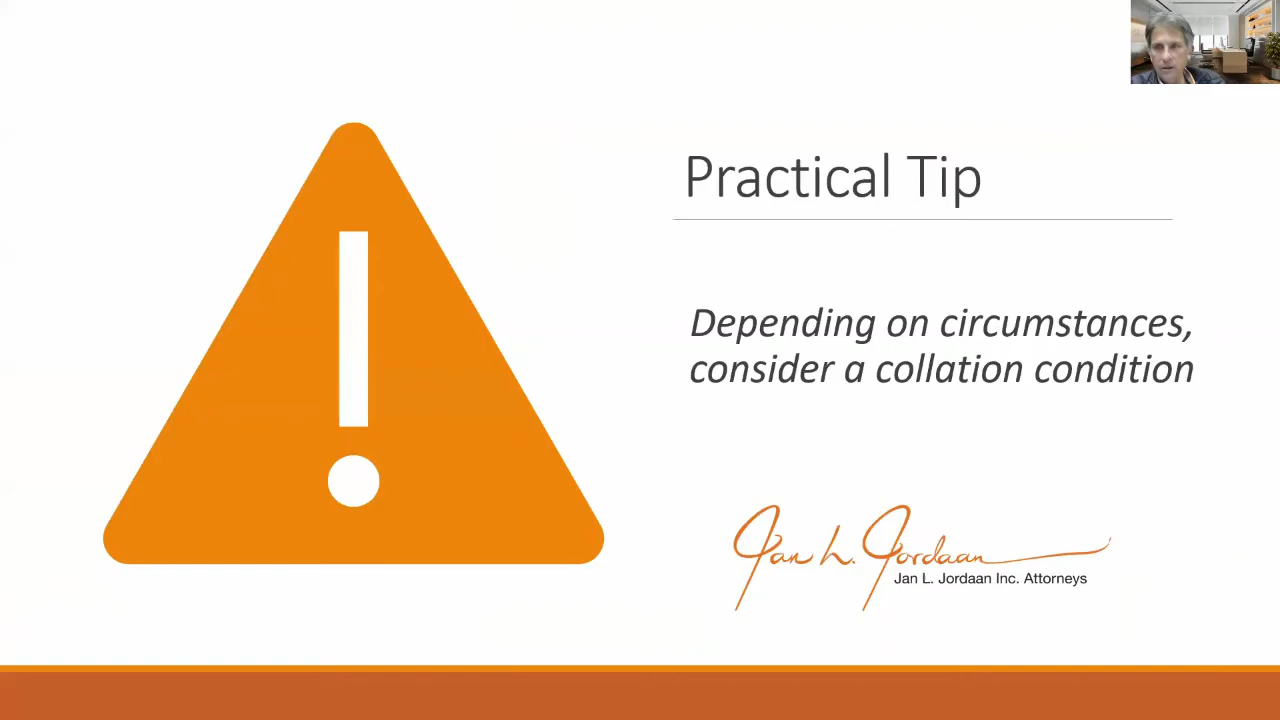 Practical Tip
Depending on circumstances,
consider a collation condition
Jan L. Jordaan
Jan L. Jordaan Inc. Attorneys